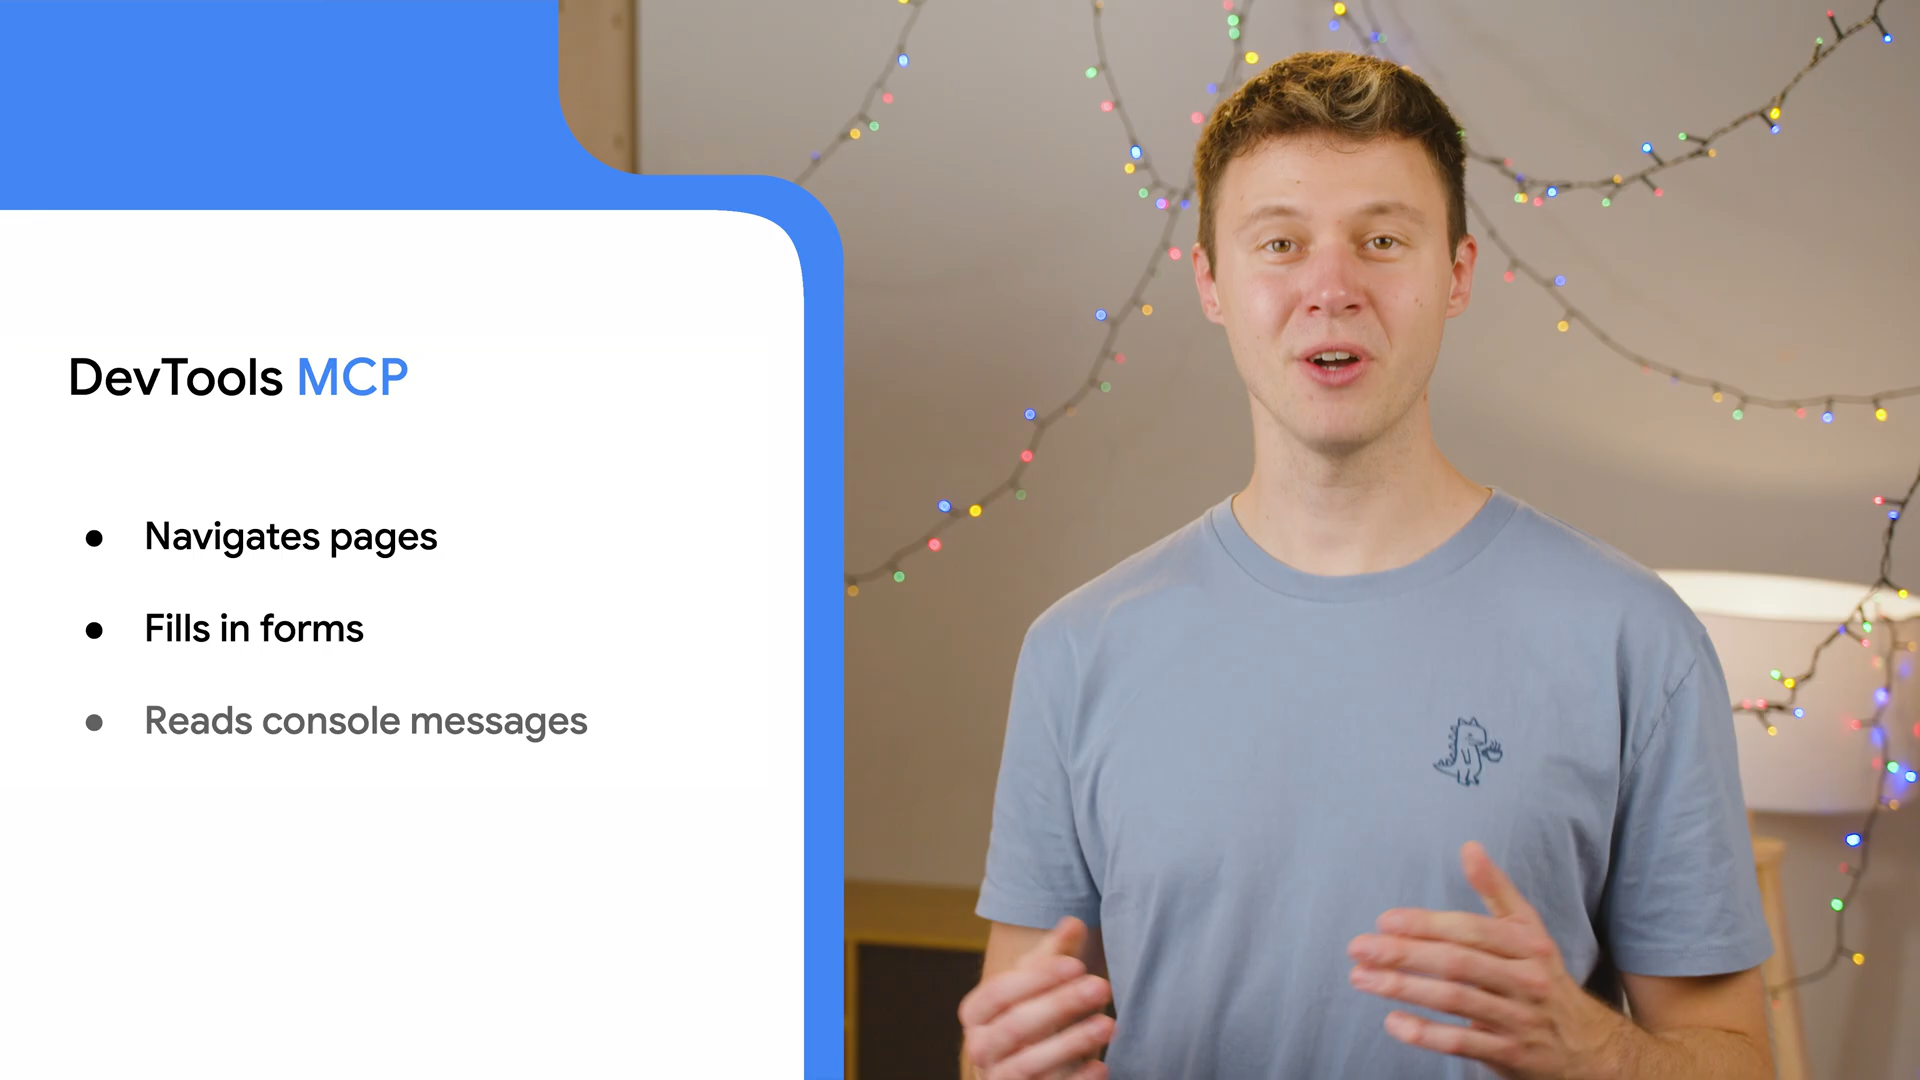 DevTools MCP
● Navigates pages
● Fills in forms
● Reads console messages